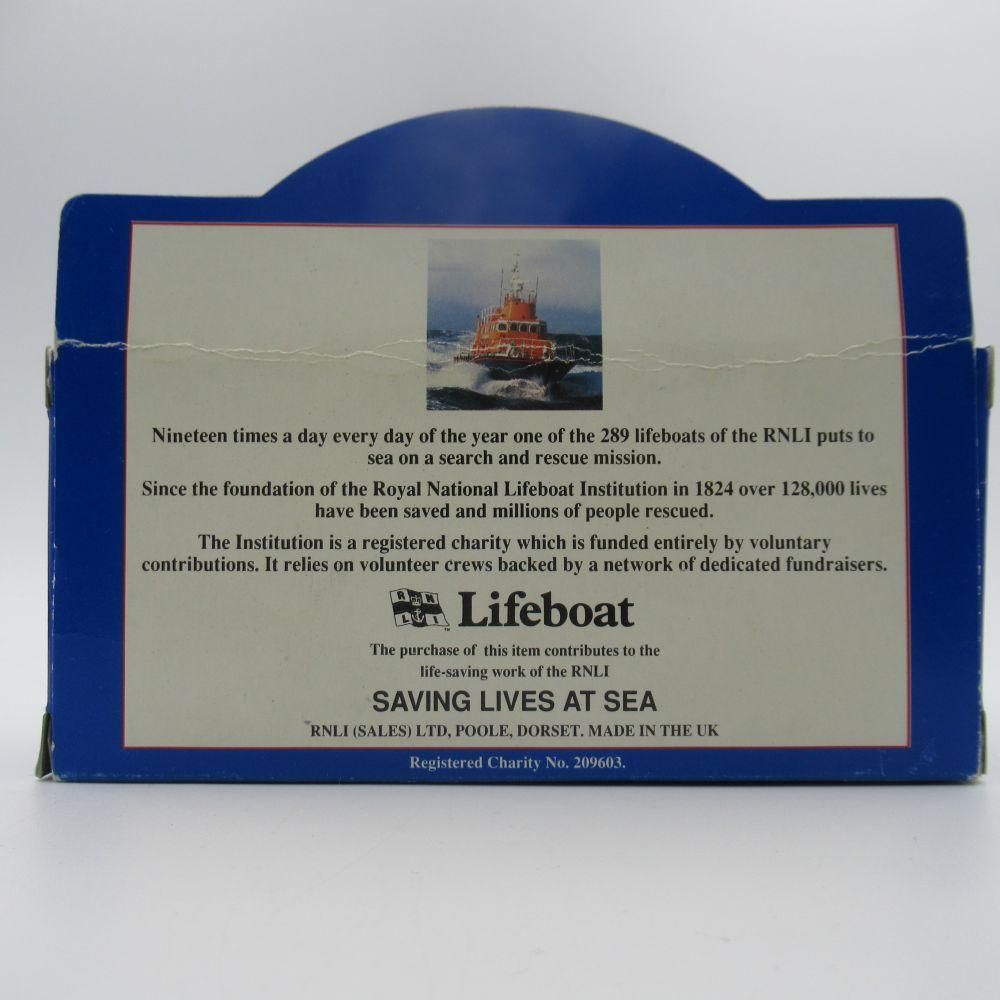 Nineteen times a day every day of the year one of the 289 lifeboats of the RNLI puts to
sea on a search and rescue mission.
Since the foundation of the Royal National Lifeboat Institution in 1824 over 128,000 lives
have been saved and millions of people rescued.
The Institution is a registered charity which is funded entirely by voluntary
contributions. It relies on volunteer crews backed by a network of dedicated fundraisers.
R N
L I ™ Lifeboat
The purchase of this item contributes to the
life-saving work of the RNLI
SAVING LIVES AT SEA
RNLI (SALES) LTD, POOLE, DORSET. MADE IN THE UK
Registered Charity No. 209603.